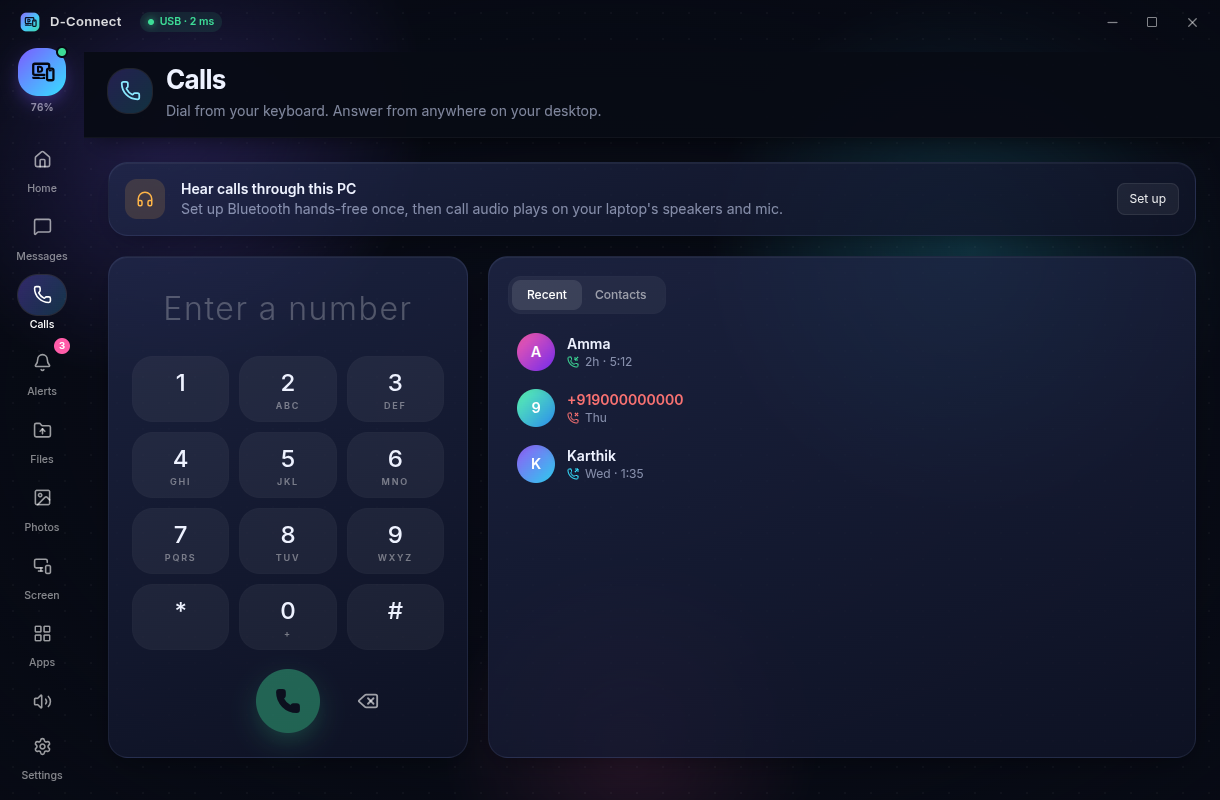 D-Connect
USB · 2 ms
76%
Home
Messages
Calls
3
Alerts
Files
Photos
Screen
Apps
Settings
Calls
Dial from your keyboard. Answer from anywhere on your desktop.
Hear calls through this PC
Set up Bluetooth hands-free once, then call audio plays on your laptop's speakers and mic.
Set up
Enter a number
1 2 3
ABC DEF
4 5 6
GHI JKL MNO
7 8 9
PQRS TUV WXYZ
* 0 #
+
Recent Contacts
A
Amma
2h · 5:12
9
+919000000000
Thu
K
Karthik
Wed · 1:35